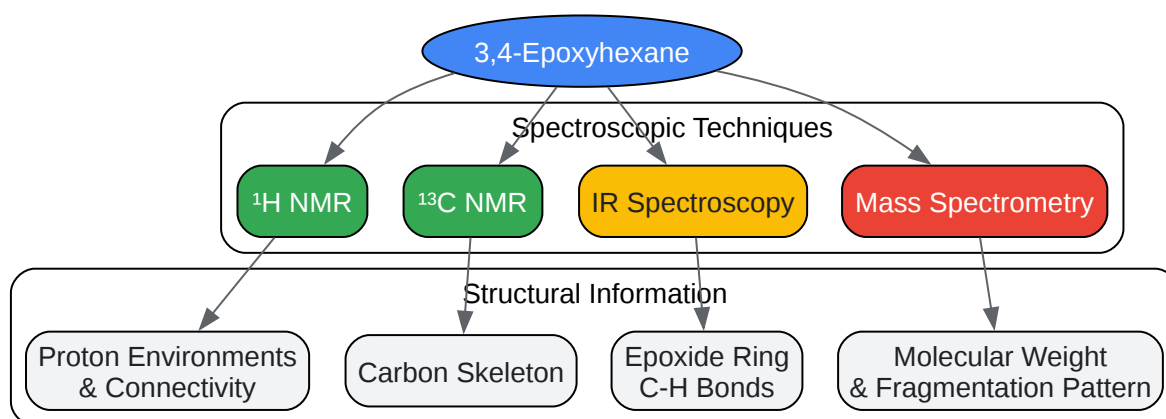 3,4-Epoxyhexane
Spectroscopic Techniques
¹H NMR
¹³C NMR
IR Spectroscopy
Mass Spectrometry
Structural Information
Proton Environments
& Connectivity
Carbon Skeleton
Epoxide Ring
C-H Bonds
Molecular Weight
& Fragmentation Pattern